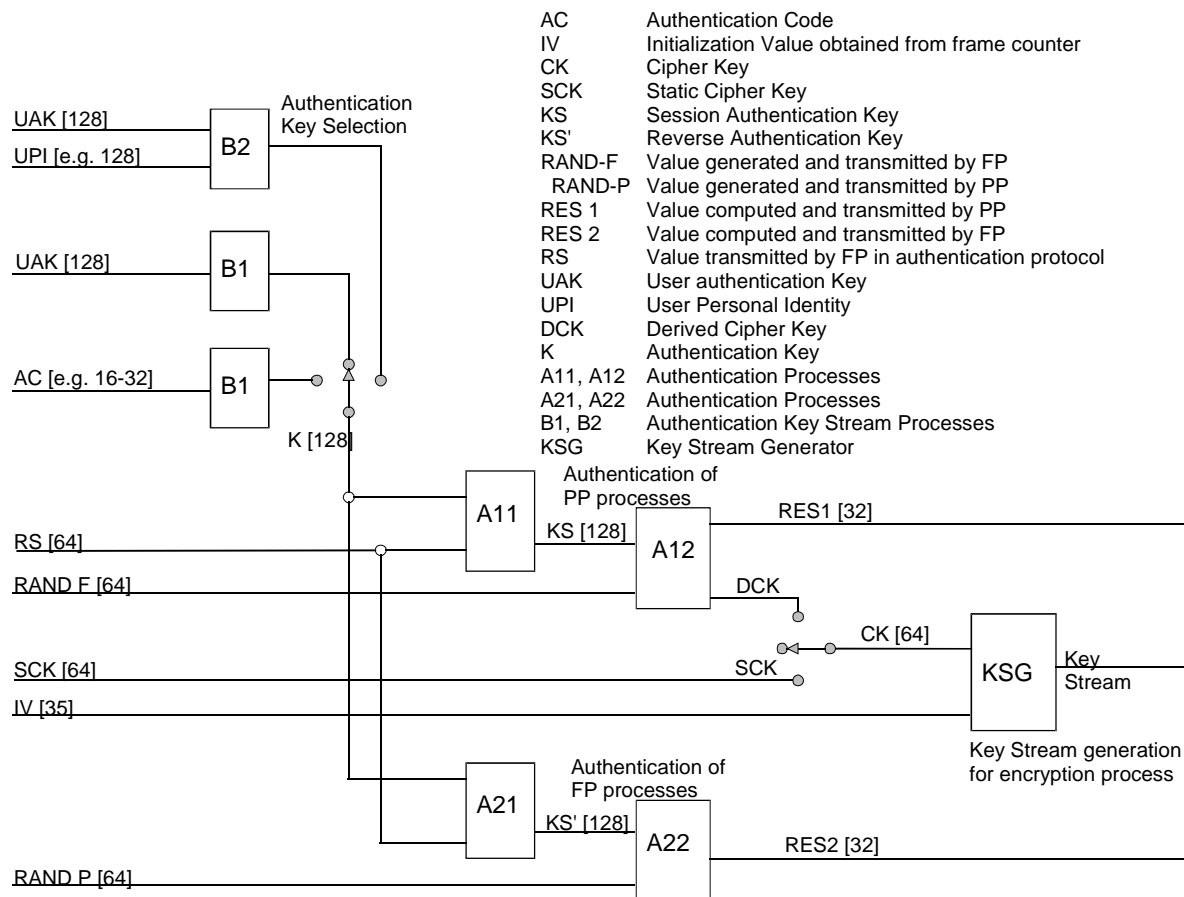 AC Authentication Code
IV Initialization Value obtained from frame counter
CK Cipher Key
SCK Static Cipher Key
KS Session Authentication Key
KS' Reverse Authentication Key
RAND-F Value generated and transmitted by FP
RAND-P Value generated and transmitted by PP
RES 1 Value computed and transmitted by PP
RES 2 Value computed and transmitted by FP
RS Value transmitted by FP in authentication protocol
UAK User authentication Key
UPI User Personal Identity
DCK Derived Cipher Key
K Authentication Key
A11, A12 Authentication Processes
A21, A22 Authentication Processes
B1, B2 Authentication Key Stream Processes
KSG Key Stream Generator
Authentication
Key Selection
UAK [128]
UPI [e.g. 128]
B2
UAK [128]
B1
AC [e.g. 16-32]
B1
K [128]
Authentication of
PP processes
A11
KS [128]
A12
RES1 [32]
RS [64]
RAND F [64]
DCK
CK [64]
SCK [64]
SCK
KSG
Key
Stream
IV [35]
Key Stream generation
for encryption process
Authentication of
FP processes
A21
KS' [128]
A22
RES2 [32]
RAND P [64]